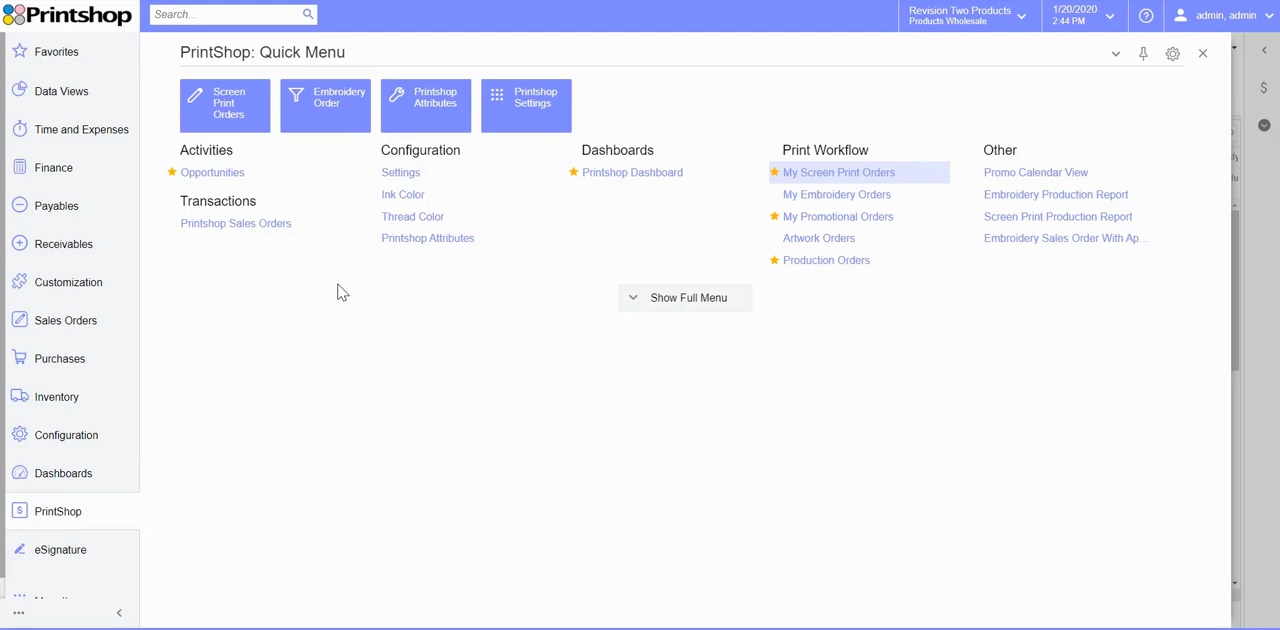 Printshop
Search...
Revision Two Products
Products Wholesale
1/20/2020
2:44 PM
admin, admin
Favorites
Data Views
Time and Expenses
Finance
Payables
Receivables
Customization
Sales Orders
Purchases
Inventory
Configuration
Dashboards
PrintShop
eSignature
PrintShop: Quick Menu
Screen
Print
Orders
Embroidery
Order
Printshop
Attributes
Printshop
Settings
Activities
Opportunities
Transactions
Printshop Sales Orders
Configuration
Settings
Ink Color
Thread Color
Printshop Attributes
Dashboards
Printshop Dashboard
Print Workflow
My Screen Print Orders
My Embroidery Orders
My Promotional Orders
Artwork Orders
Production Orders
Other
Promo Calendar View
Embroidery Production Report
Screen Print Production Report
Embroidery Sales Order With Ap...
Show Full Menu